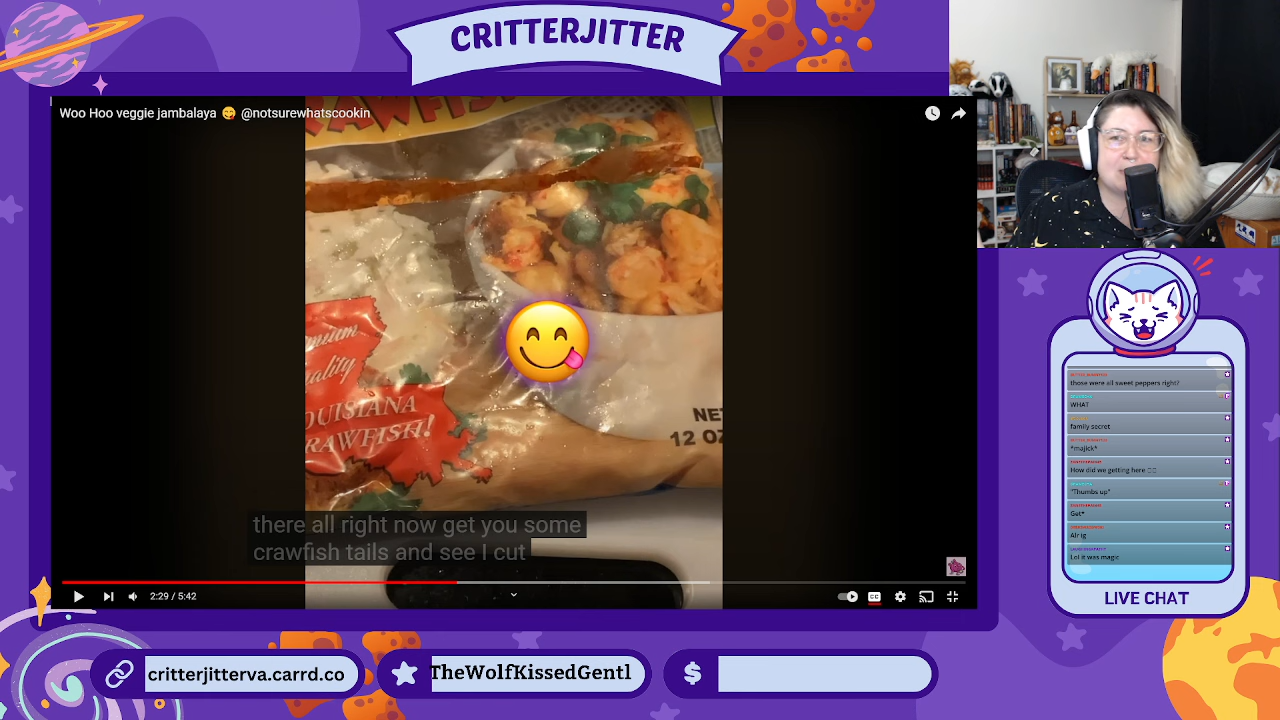 CRITTERJITTER
Woo Hoo veggie jambalaya 😋 @notsurewhatscookin
NE
12 OZ
LOUISIANA
CRAWFISH!
there all right now get you some
crawfish tails and see I cut
2:29 / 5:42
CC
those were all sweet peppers right?
WHAT
family secret
*majick*
How did we getting here
"Thumbs up"
Get*
Alr ig
Lol it was magic
LIVE CHAT
critterjitterva.carrd.co
TheWolfKissedGentl
$